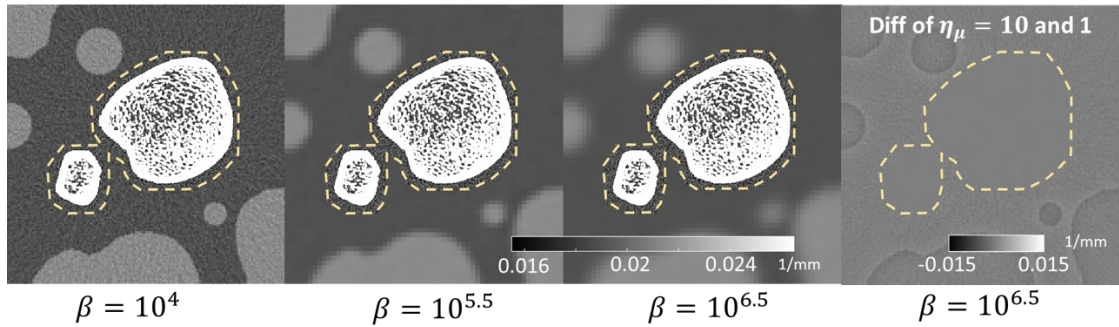 Diff of η_μ = 10 and 1
0.016 0.02 0.024 1/mm
1/mm
-0.015 0.015
β = 10^4 β = 10^5.5 β = 10^6.5 β = 10^6.5